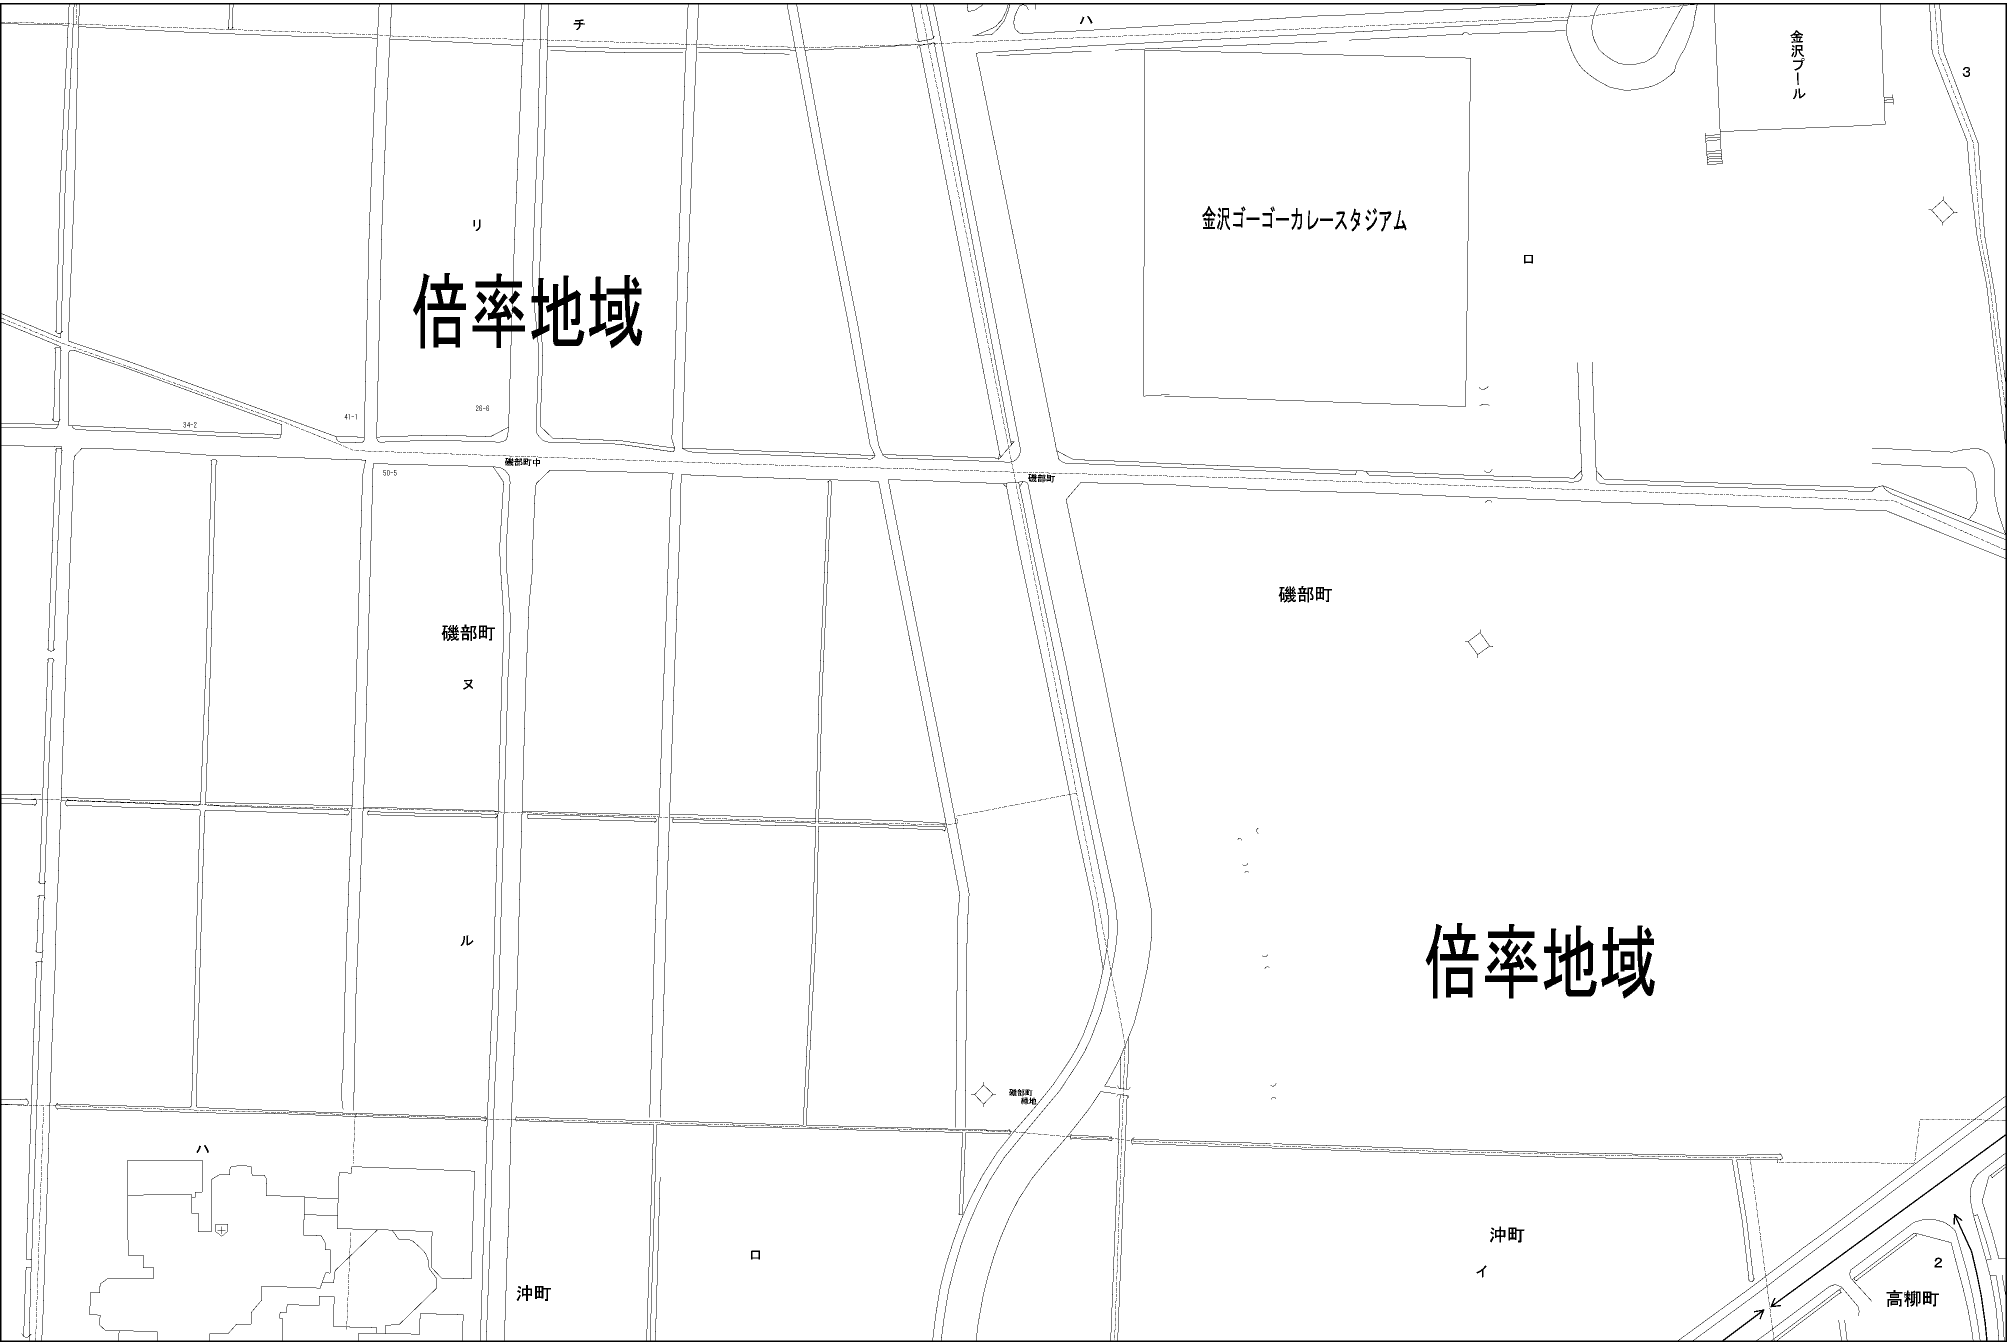 チ
ハ
金沢プール
3
リ
金沢ゴーゴーカレースタジアム
ロ
倍率地域
26-6
41-1
34-2
磯部町中
50-5
磯部町
磯部町
磯部町
ヌ
ル
倍率地域
磯部町
緑地
ハ
沖町
イ
ロ
2
沖町
高柳町